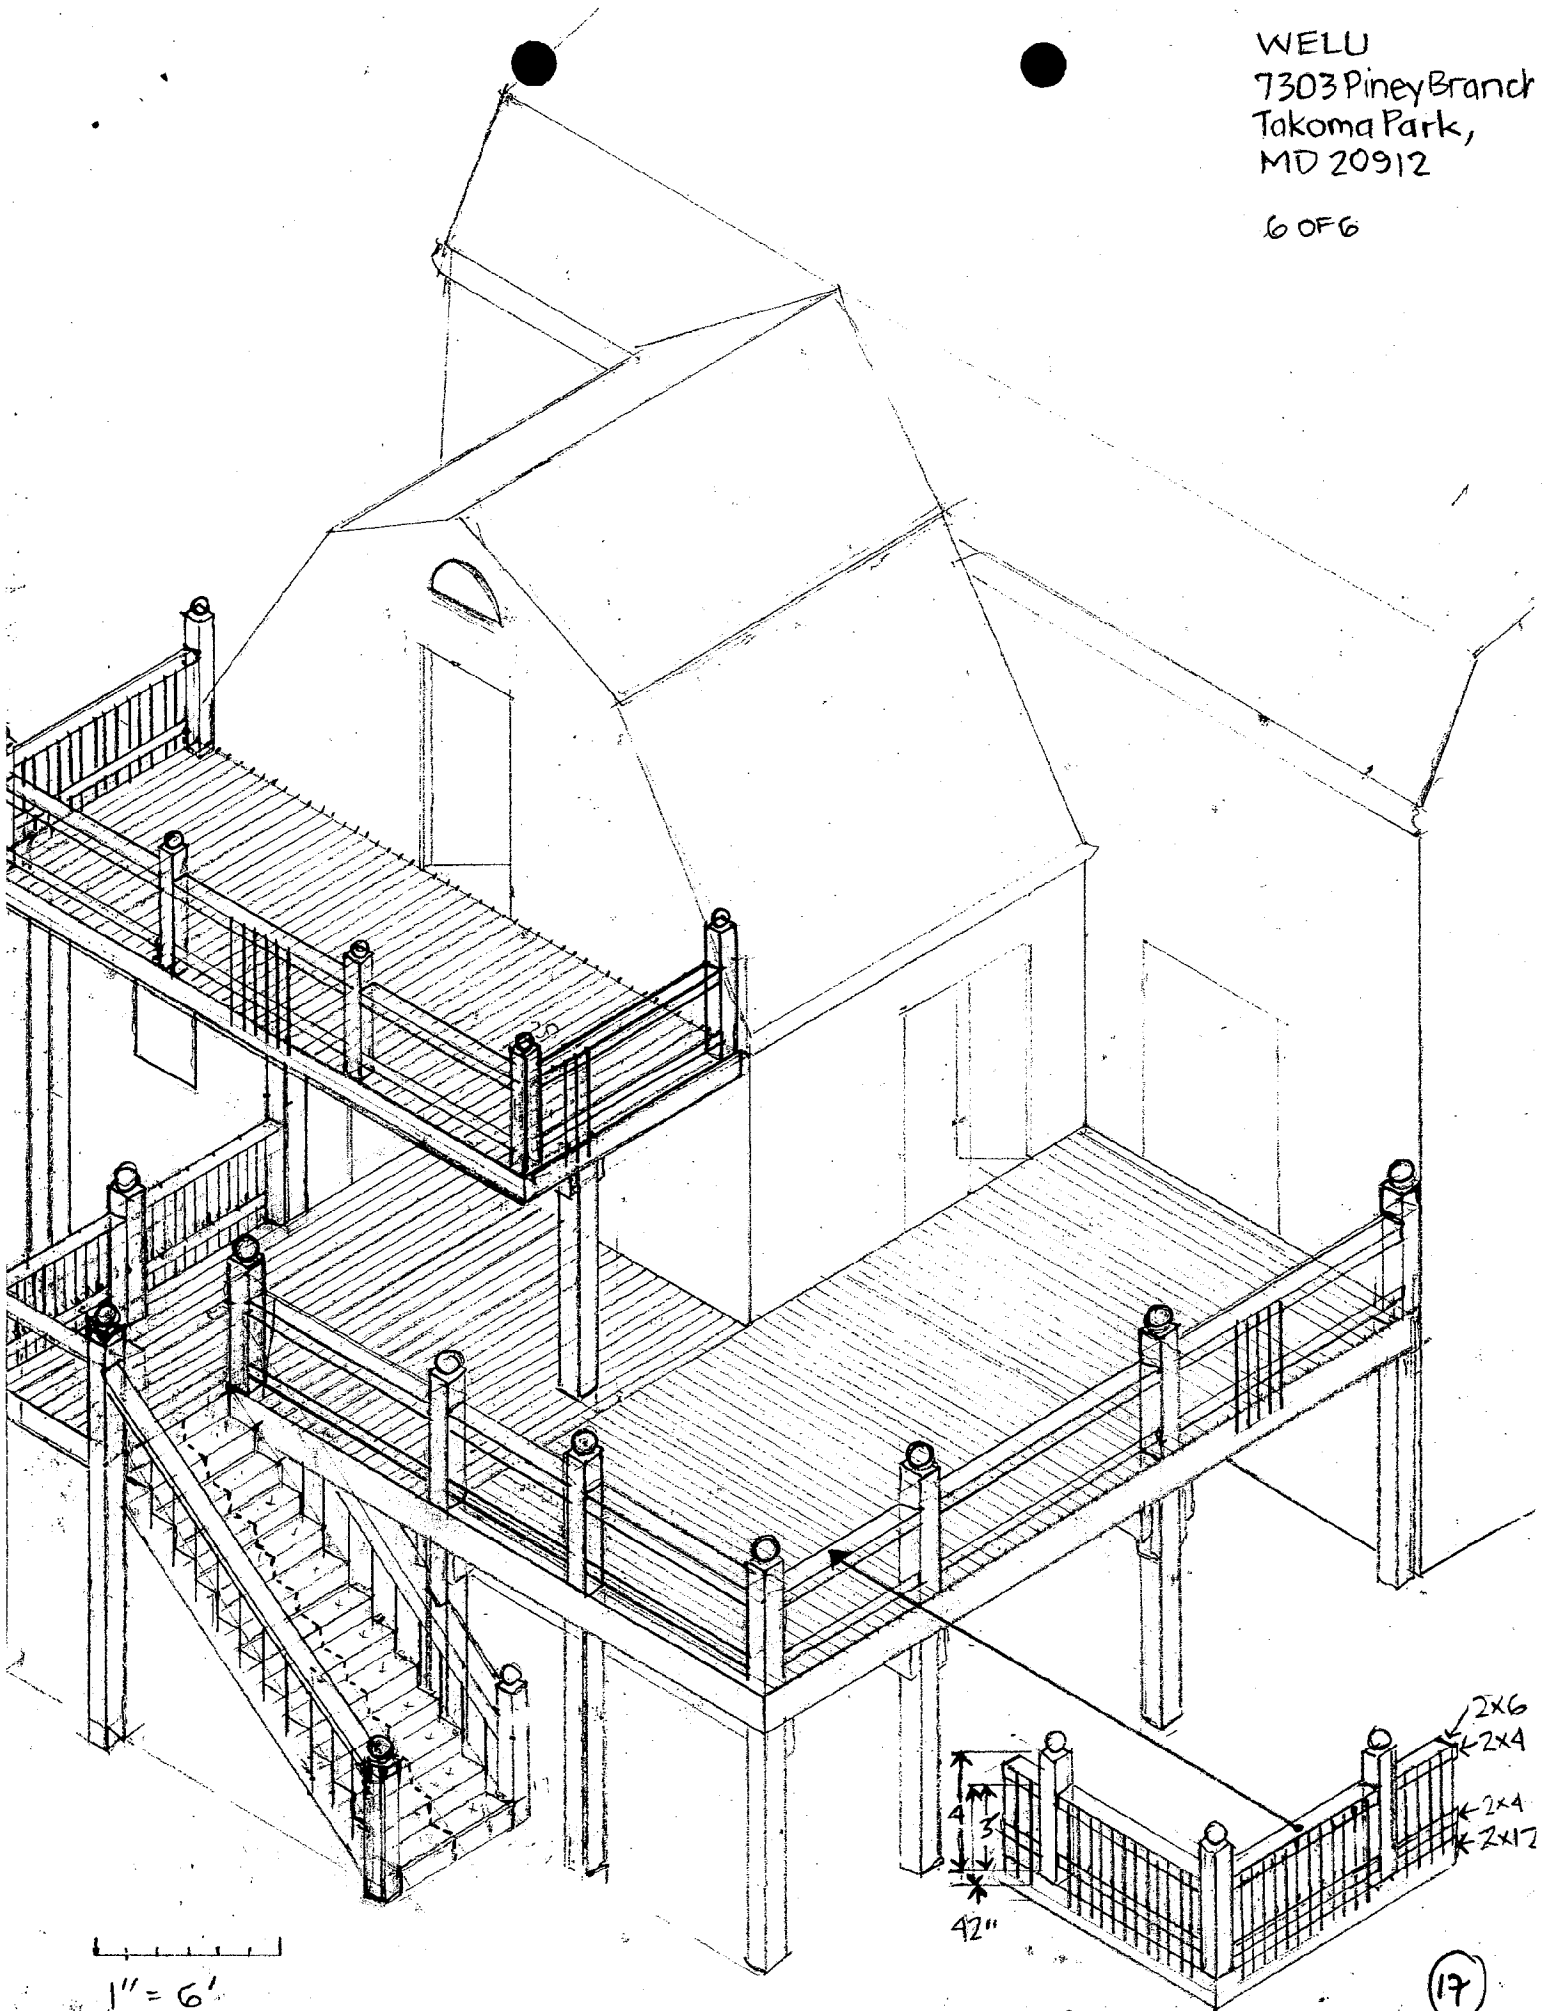 WELU
7303 Piney Branch
Takoma Park,
MD 20912
6 OF 6
2x6
2x4
2x4
2x12
4
3
42"
1" = 6'
17